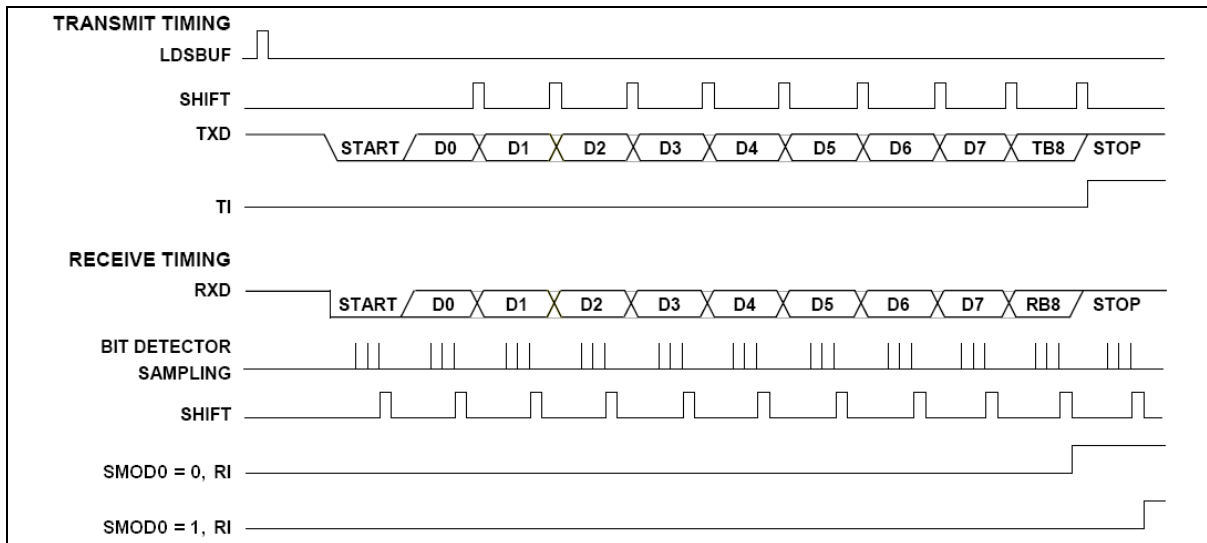 TRANSMIT TIMING
LDSBUF
SHIFT
TXD START D0 D1 D2 D3 D4 D5 D6 D7 TB8 STOP
TI
RECEIVE TIMING
RXD START D0 D1 D2 D3 D4 D5 D6 D7 RB8 STOP
BIT DETECTOR
SAMPLING
SHIFT
SMOD0 = 0, RI
SMOD0 = 1, RI